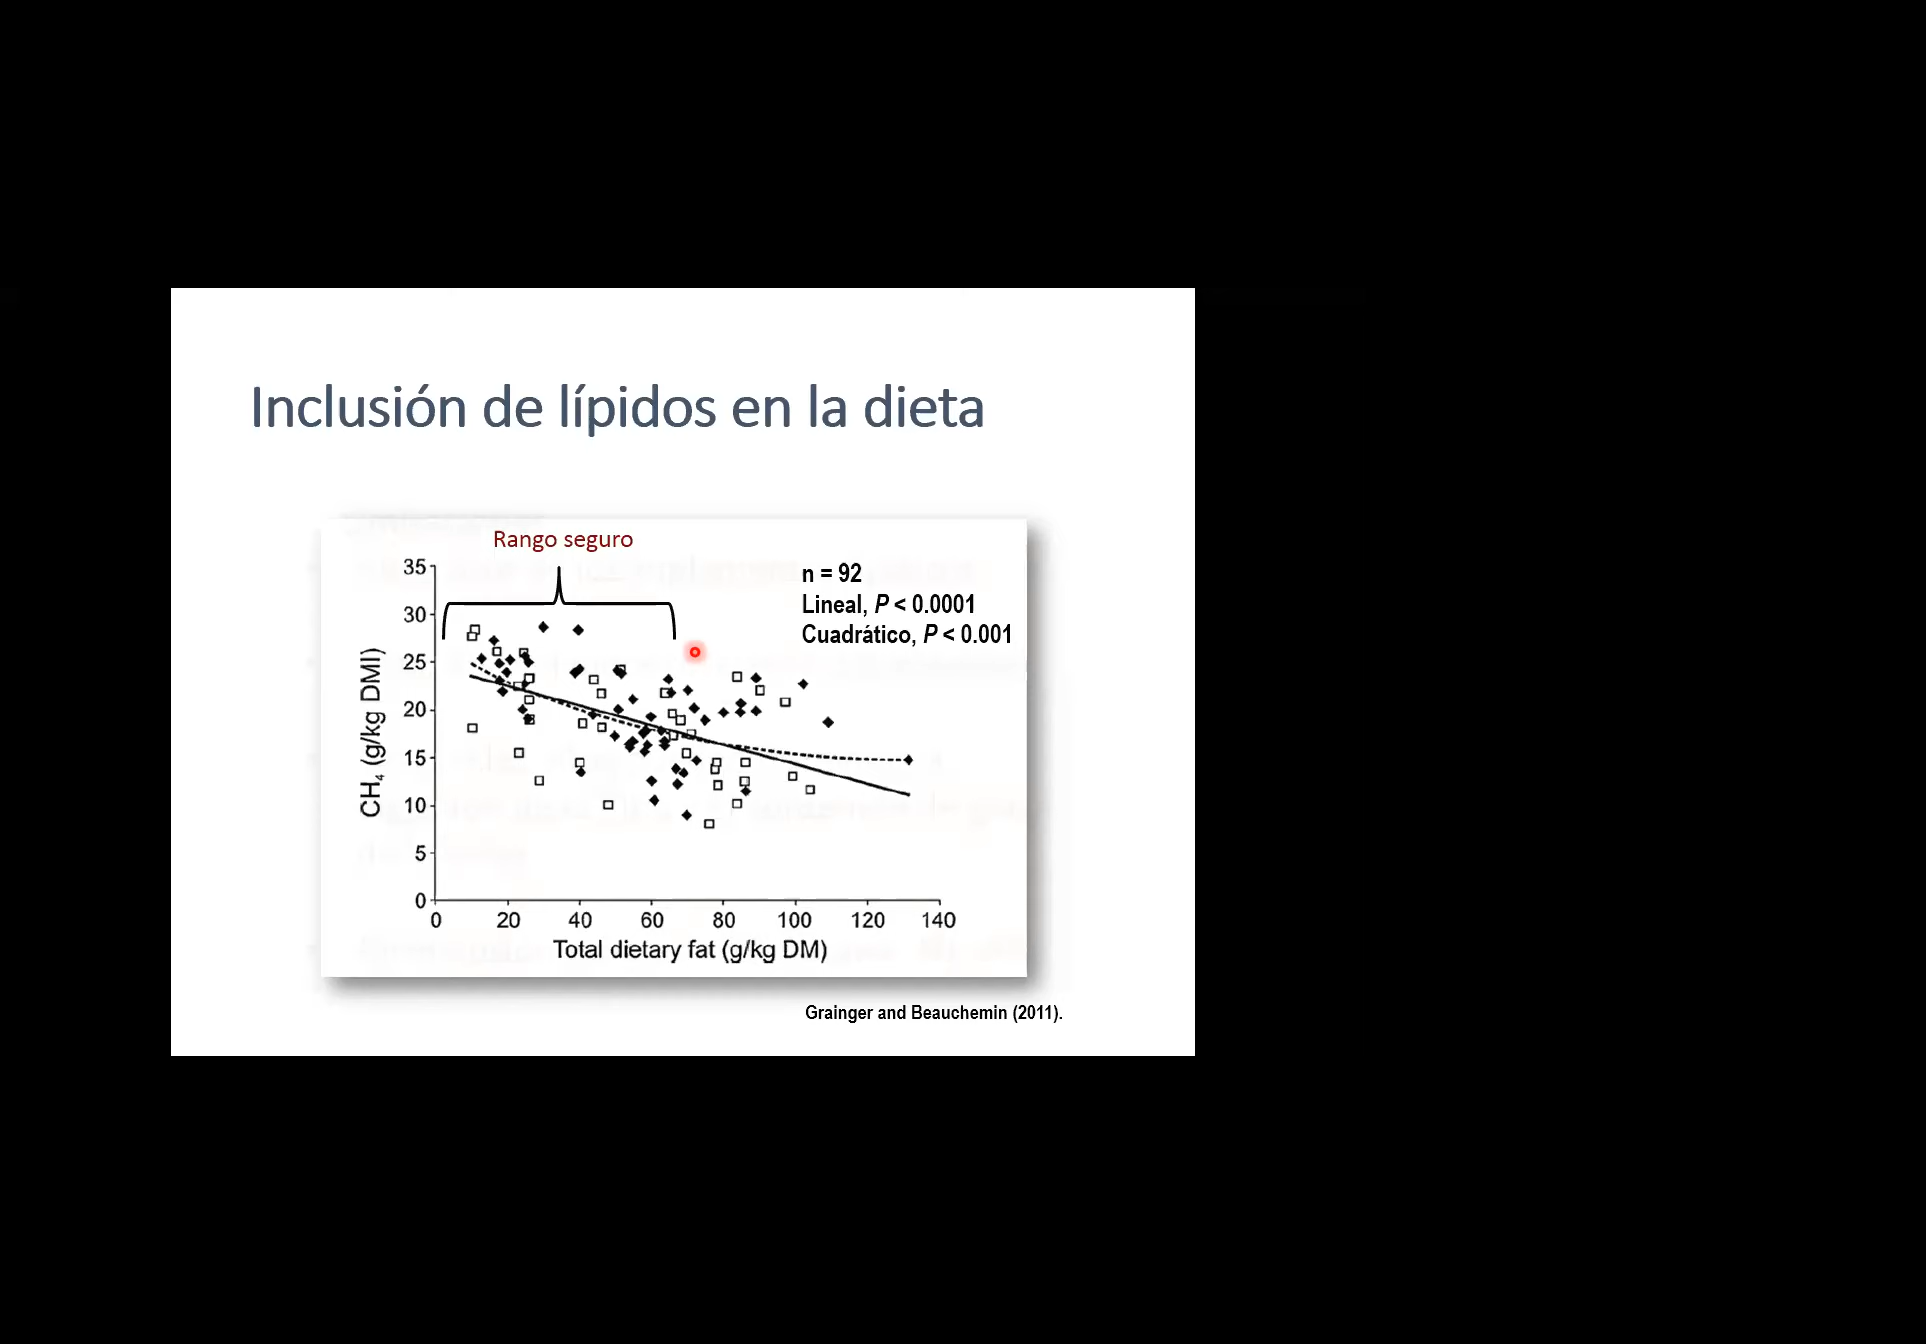 Inclusión de lípidos en la dieta
Rango seguro
n = 92
Lineal, P < 0.0001
Cuadrático, P < 0.001
35
30
25
20
15
10
5
0
CH₄ (g/kg DMI)
0 20 40 60 80 100 120 140
Total dietary fat (g/kg DM)
Grainger and Beauchemin (2011).